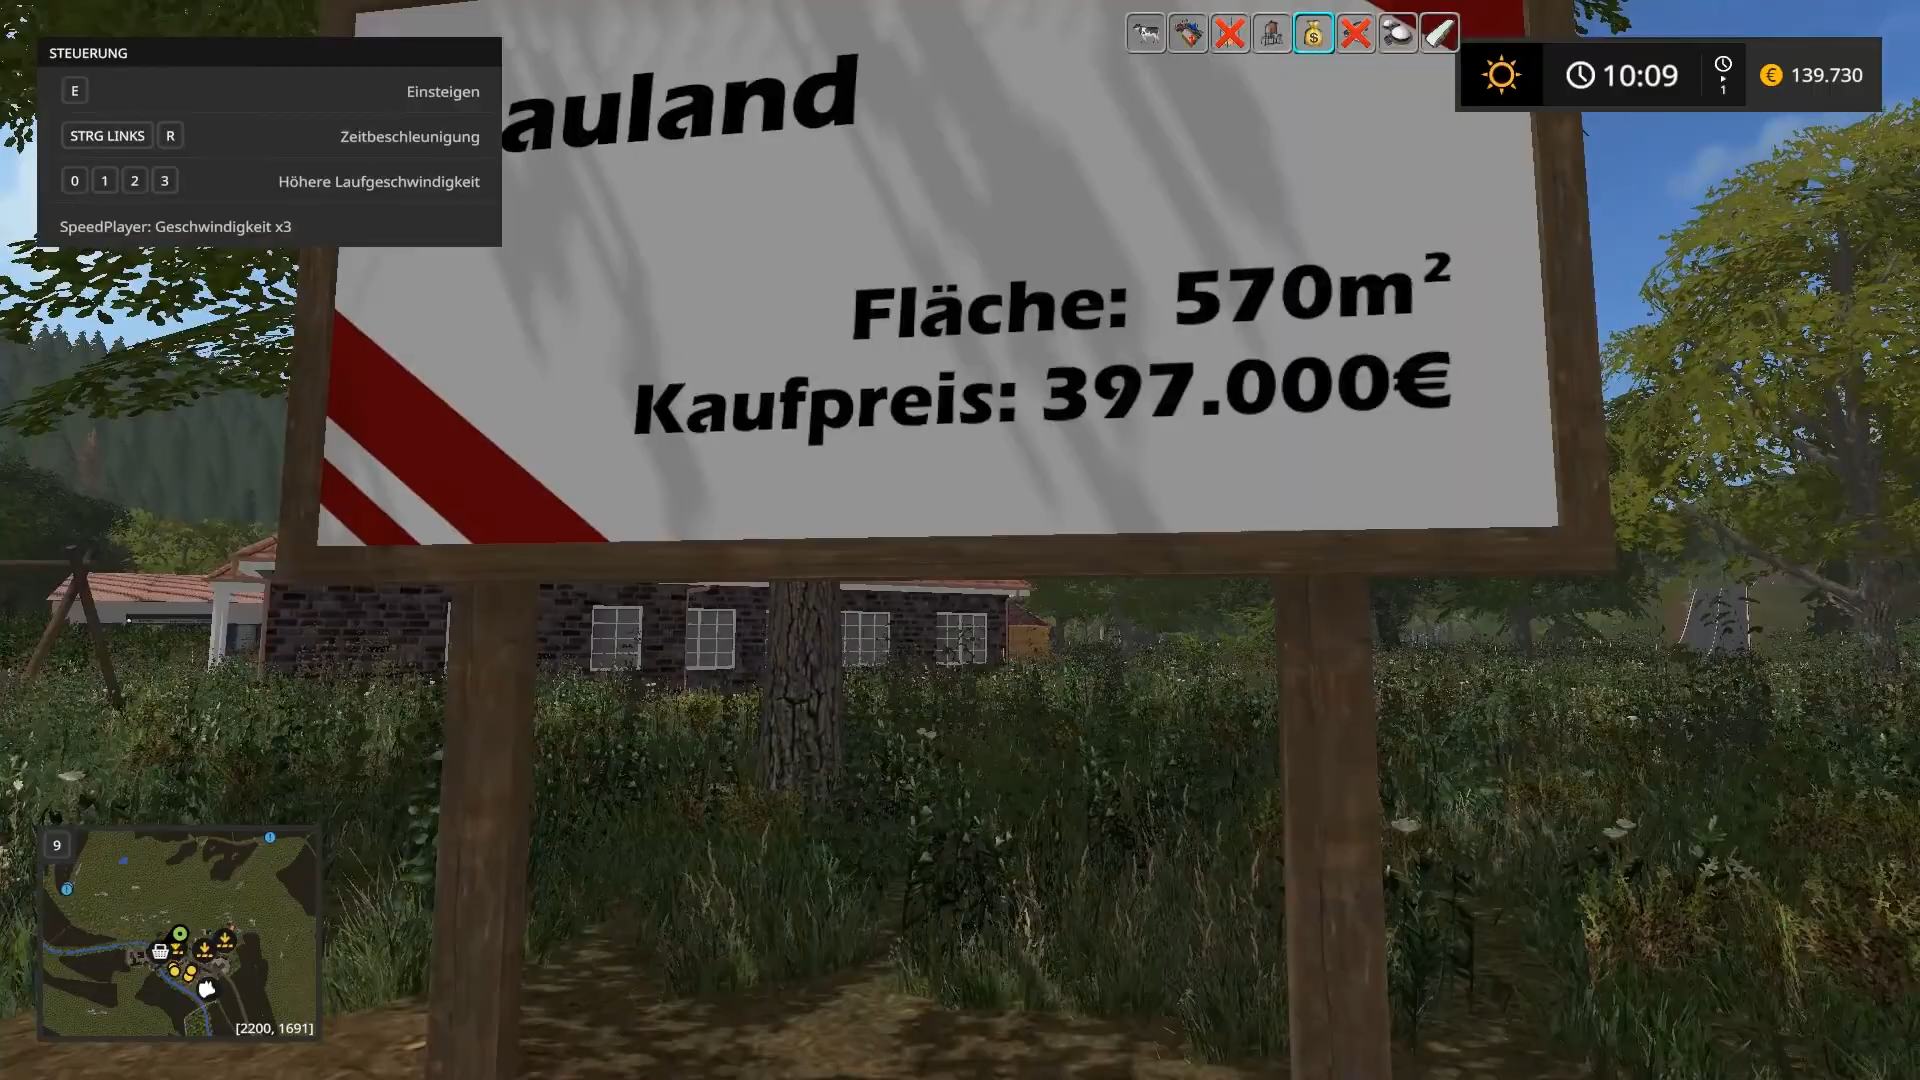 STEUERUNG
E Einsteigen
STRG LINKS R Zeitbeschleunigung
0 1 2 3 Höhere Laufgeschwindigkeit
SpeedPlayer: Geschwindigkeit x3
10:09 1 € 139.730
auland
Fläche: 570m²
Kaufpreis: 397.000€
9
[2200, 1691]